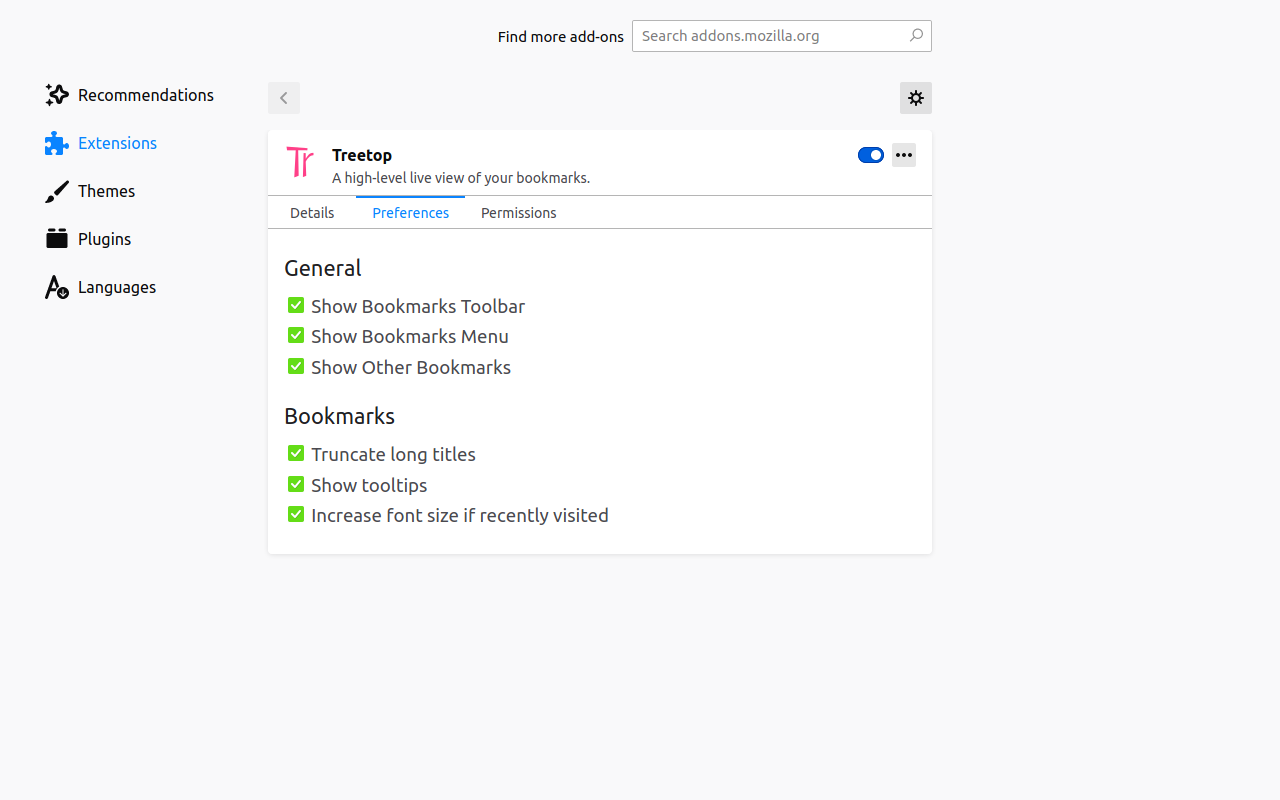 Find more add-ons
Search addons.mozilla.org
Recommendations
Extensions
Themes
Plugins
Languages
Tr
Treetop
A high-level live view of your bookmarks.
Details
Preferences
Permissions
General
Show Bookmarks Toolbar
Show Bookmarks Menu
Show Other Bookmarks
Bookmarks
Truncate long titles
Show tooltips
Increase font size if recently visited